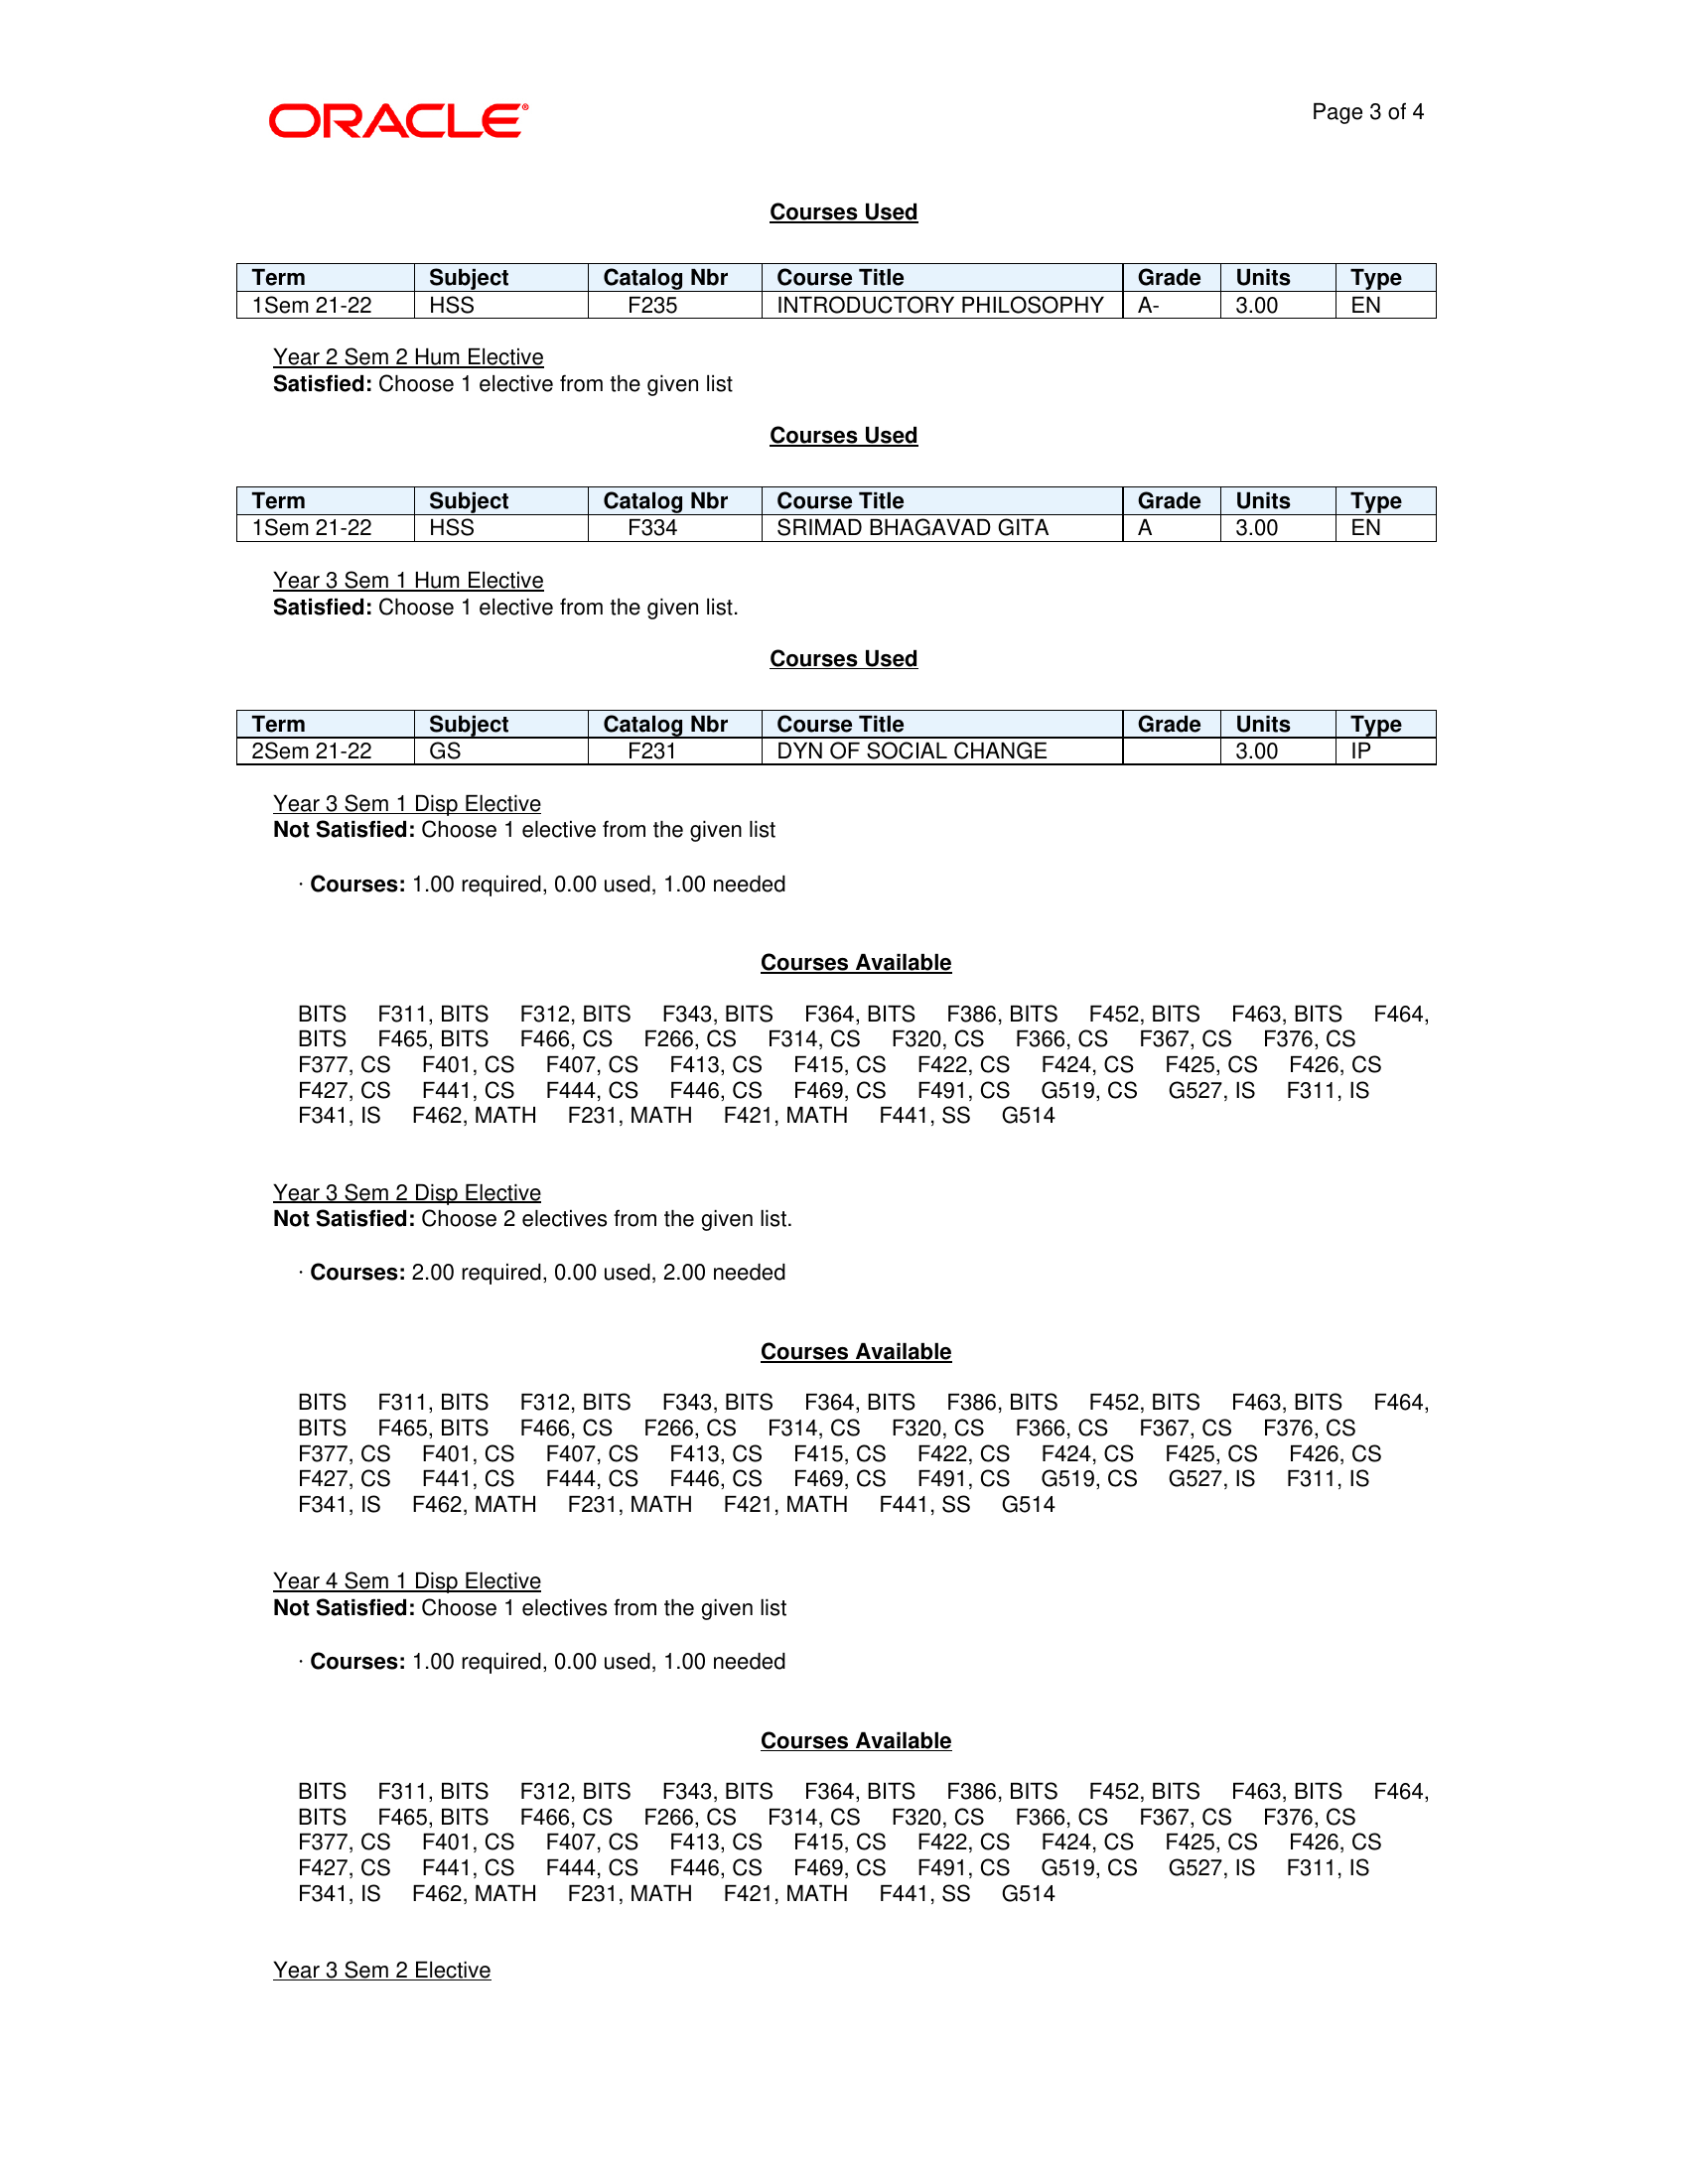 ORACLE®
Page 3 of 4
Courses Used
Term Subject Catalog Nbr Course Title Grade Units Type
1Sem 21-22 HSS F235 INTRODUCTORY PHILOSOPHY A- 3.00 EN
Year 2 Sem 2 Hum Elective
Satisfied: Choose 1 elective from the given list
Courses Used
Term Subject Catalog Nbr Course Title Grade Units Type
1Sem 21-22 HSS F334 SRIMAD BHAGAVAD GITA A 3.00 EN
Year 3 Sem 1 Hum Elective
Satisfied: Choose 1 elective from the given list.
Courses Used
Term Subject Catalog Nbr Course Title Grade Units Type
2Sem 21-22 GS F231 DYN OF SOCIAL CHANGE 3.00 IP
Year 3 Sem 1 Disp Elective
Not Satisfied: Choose 1 elective from the given list
· Courses: 1.00 required, 0.00 used, 1.00 needed
Courses Available
BITS F311, BITS F312, BITS F343, BITS F364, BITS F386, BITS F452, BITS F463, BITS F464,
BITS F465, BITS F466, CS F266, CS F314, CS F320, CS F366, CS F367, CS F376, CS
F377, CS F401, CS F407, CS F413, CS F415, CS F422, CS F424, CS F425, CS F426, CS
F427, CS F441, CS F444, CS F446, CS F469, CS F491, CS G519, CS G527, IS F311, IS
F341, IS F462, MATH F231, MATH F421, MATH F441, SS G514
Year 3 Sem 2 Disp Elective
Not Satisfied: Choose 2 electives from the given list.
· Courses: 2.00 required, 0.00 used, 2.00 needed
Courses Available
BITS F311, BITS F312, BITS F343, BITS F364, BITS F386, BITS F452, BITS F463, BITS F464,
BITS F465, BITS F466, CS F266, CS F314, CS F320, CS F366, CS F367, CS F376, CS
F377, CS F401, CS F407, CS F413, CS F415, CS F422, CS F424, CS F425, CS F426, CS
F427, CS F441, CS F444, CS F446, CS F469, CS F491, CS G519, CS G527, IS F311, IS
F341, IS F462, MATH F231, MATH F421, MATH F441, SS G514
Year 4 Sem 1 Disp Elective
Not Satisfied: Choose 1 electives from the given list
· Courses: 1.00 required, 0.00 used, 1.00 needed
Courses Available
BITS F311, BITS F312, BITS F343, BITS F364, BITS F386, BITS F452, BITS F463, BITS F464,
BITS F465, BITS F466, CS F266, CS F314, CS F320, CS F366, CS F367, CS F376, CS
F377, CS F401, CS F407, CS F413, CS F415, CS F422, CS F424, CS F425, CS F426, CS
F427, CS F441, CS F444, CS F446, CS F469, CS F491, CS G519, CS G527, IS F311, IS
F341, IS F462, MATH F231, MATH F421, MATH F441, SS G514
Year 3 Sem 2 Elective